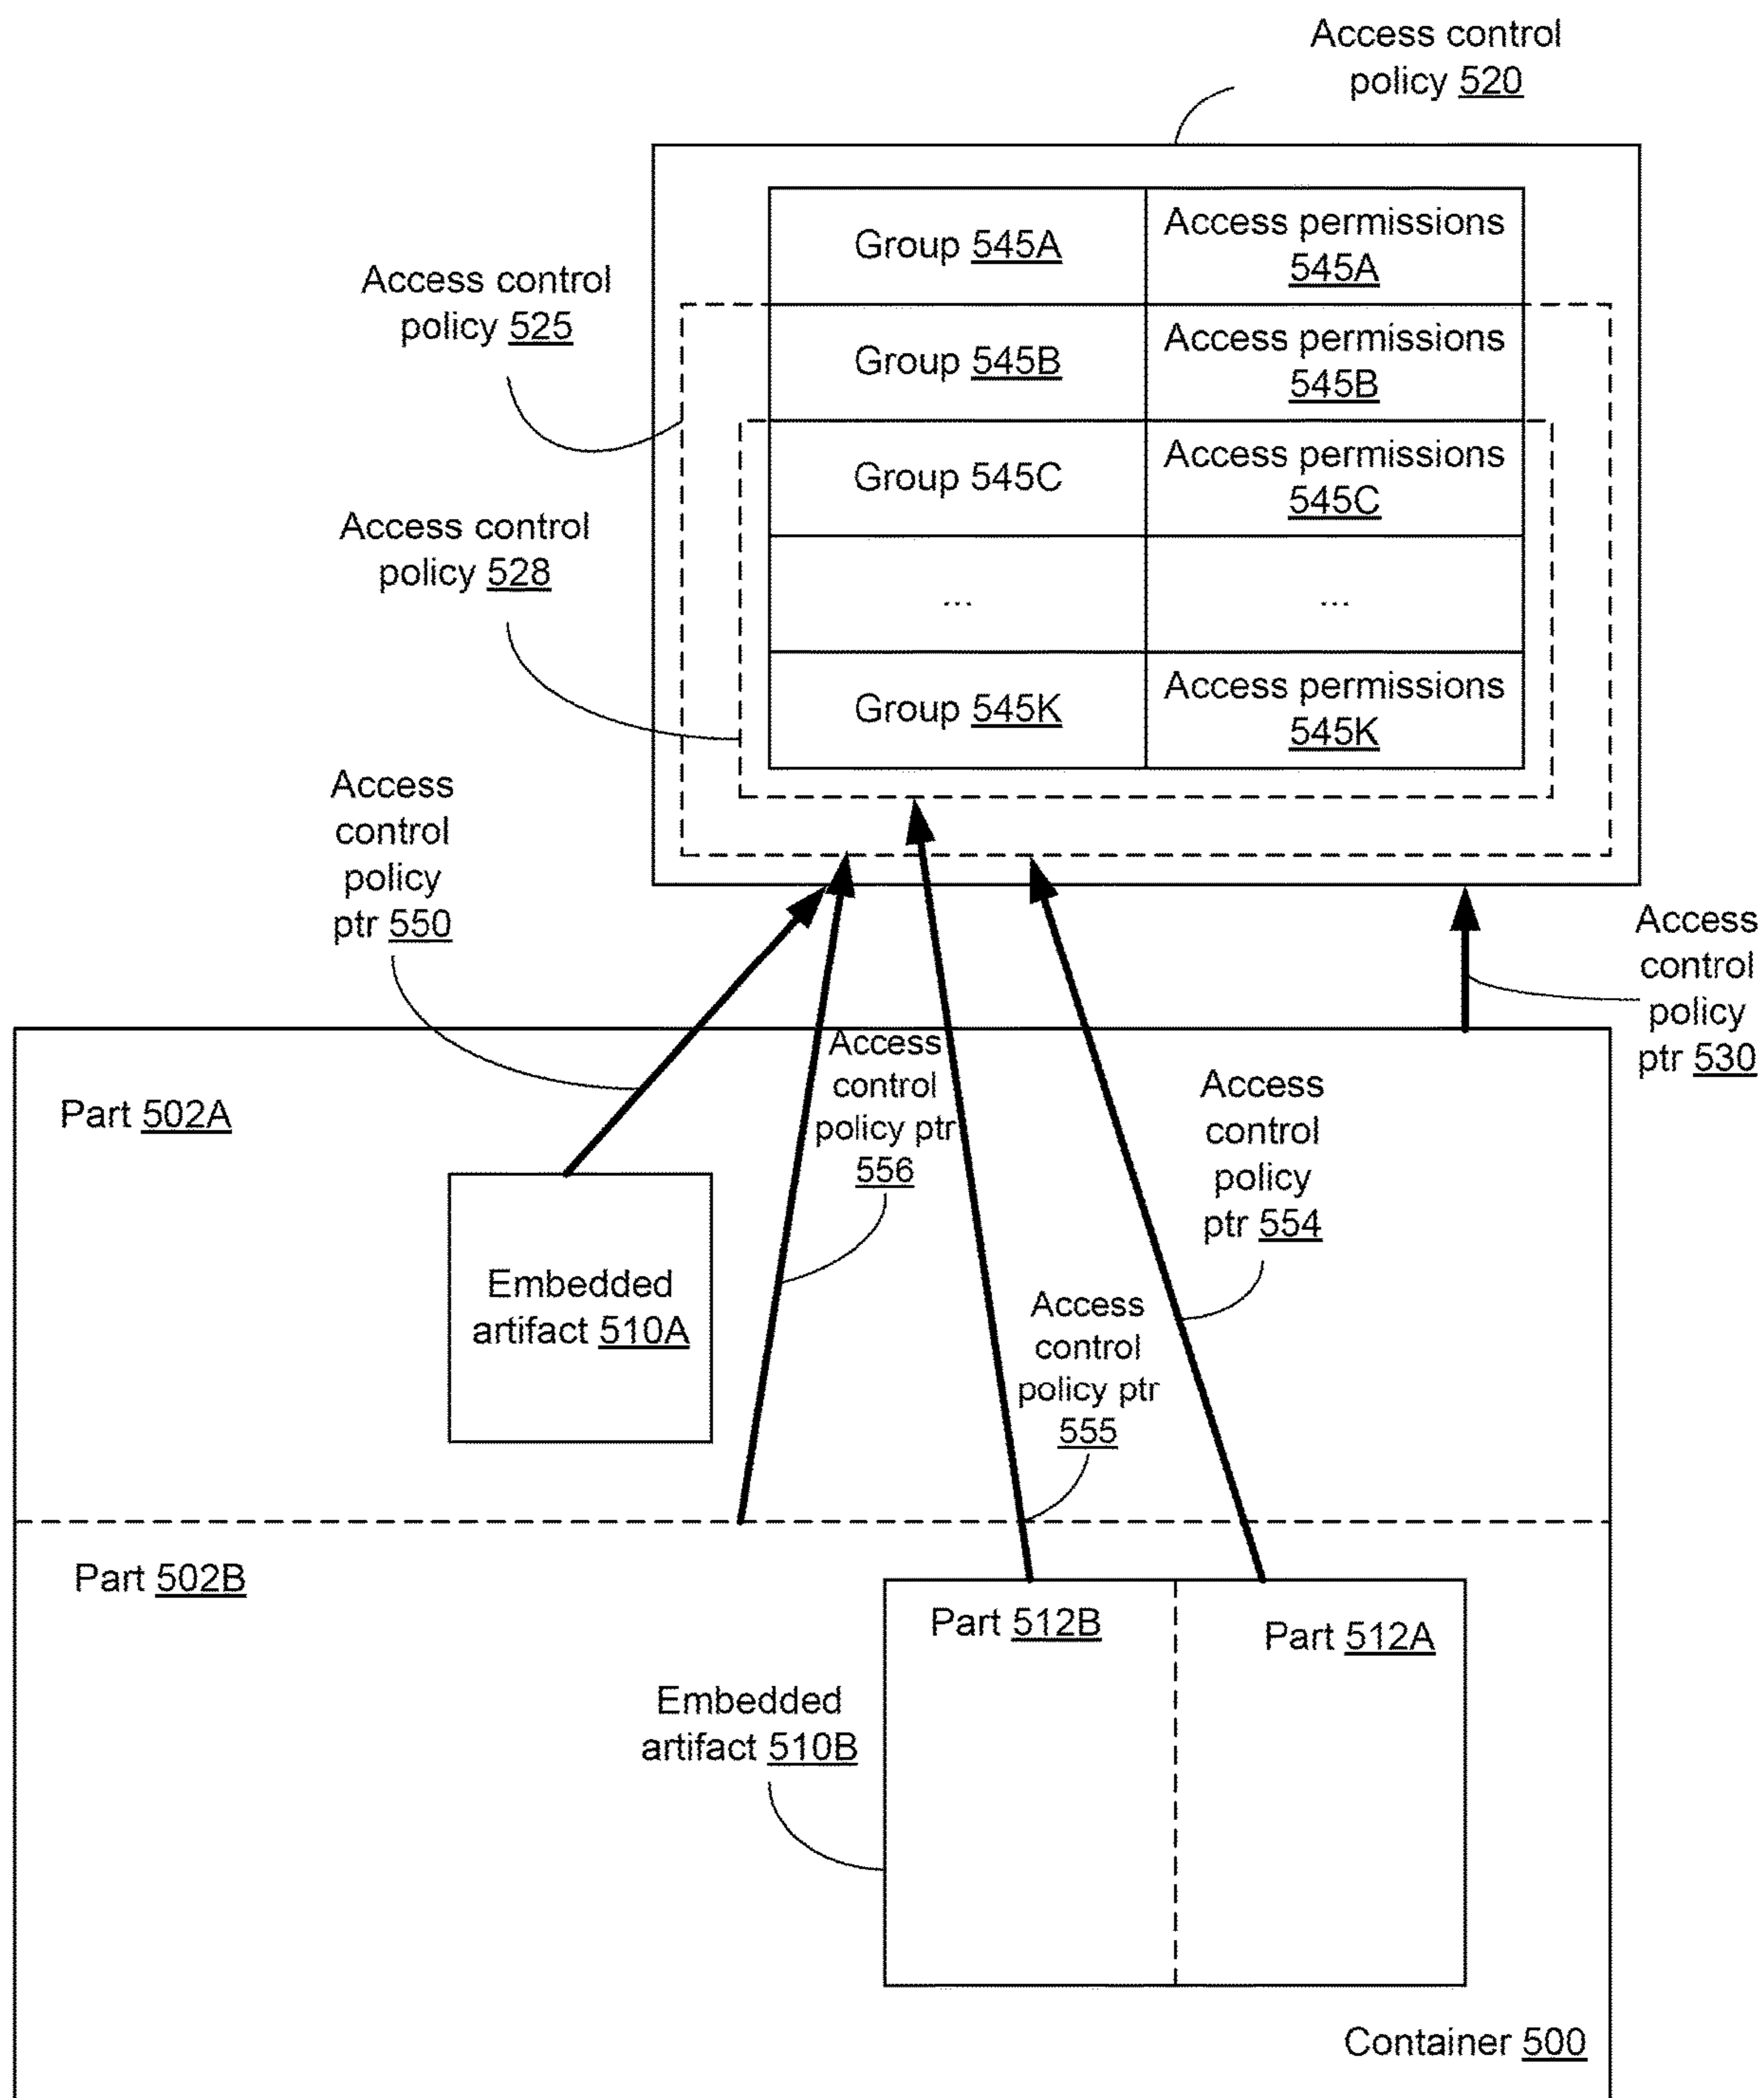 Access control
policy 520
Group 545A
Access permissions
545A
Access control
policy 525
Group 545B
Access permissions
545B
Group 545C
Access permissions
545C
Access control
policy 528
...
...
Group 545K
Access permissions
545K
Access
control
policy
ptr 550
Access
control
policy
ptr 530
Access
control
policy ptr
556
Access
control
policy
ptr 554
Part 502A
Embedded
artifact 510A
Access
control
policy ptr
555
Part 502B
Part 512B
Part 512A
Embedded
artifact 510B
Container 500